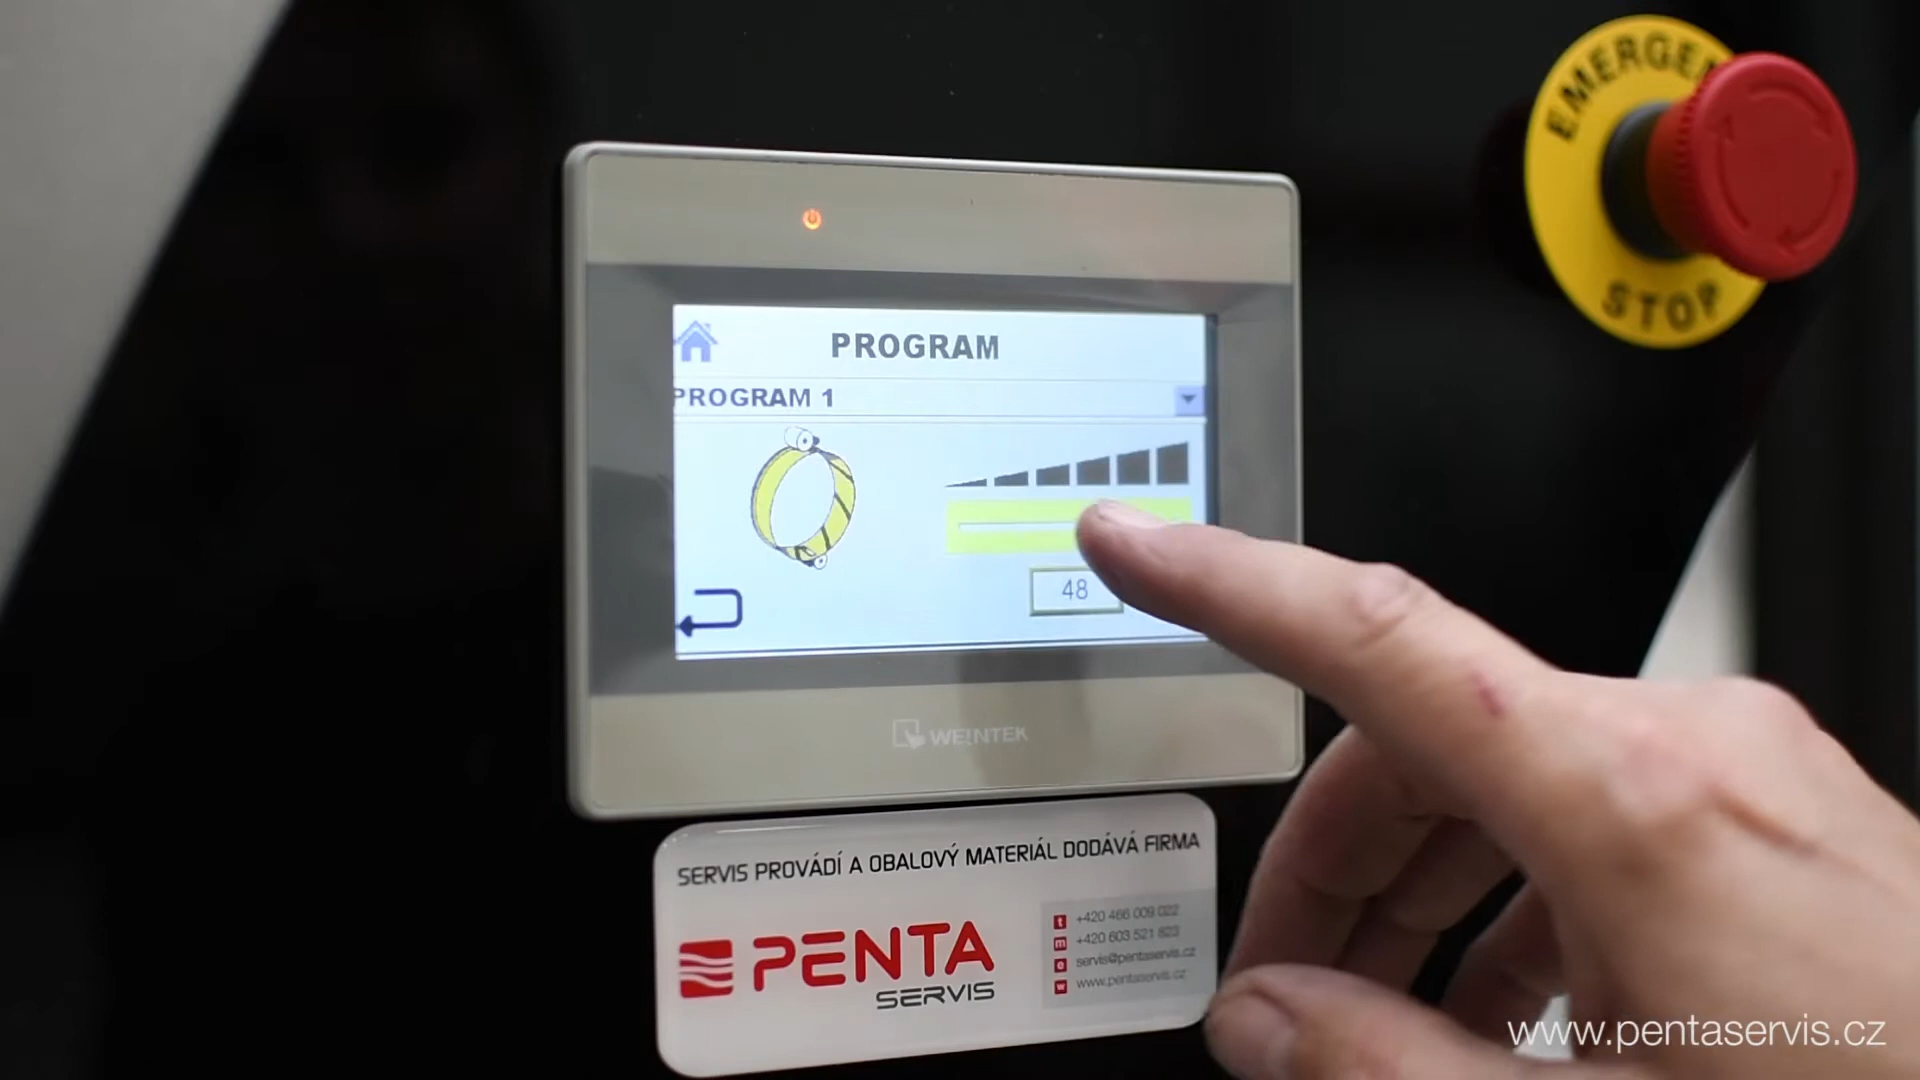 EMERGEN
STOP
PROGRAM
PROGRAM 1
48
WEINTEK
SERVIS PROVÁDÍ A OBALOVÝ MATERIÁL DODÁVÁ FIRMA
PENTA
SERVIS
t +420 466 009 022
m +420 603 521 823
e servis@pentaservis.cz
w www.pentaservis.cz
www.pentaservis.cz